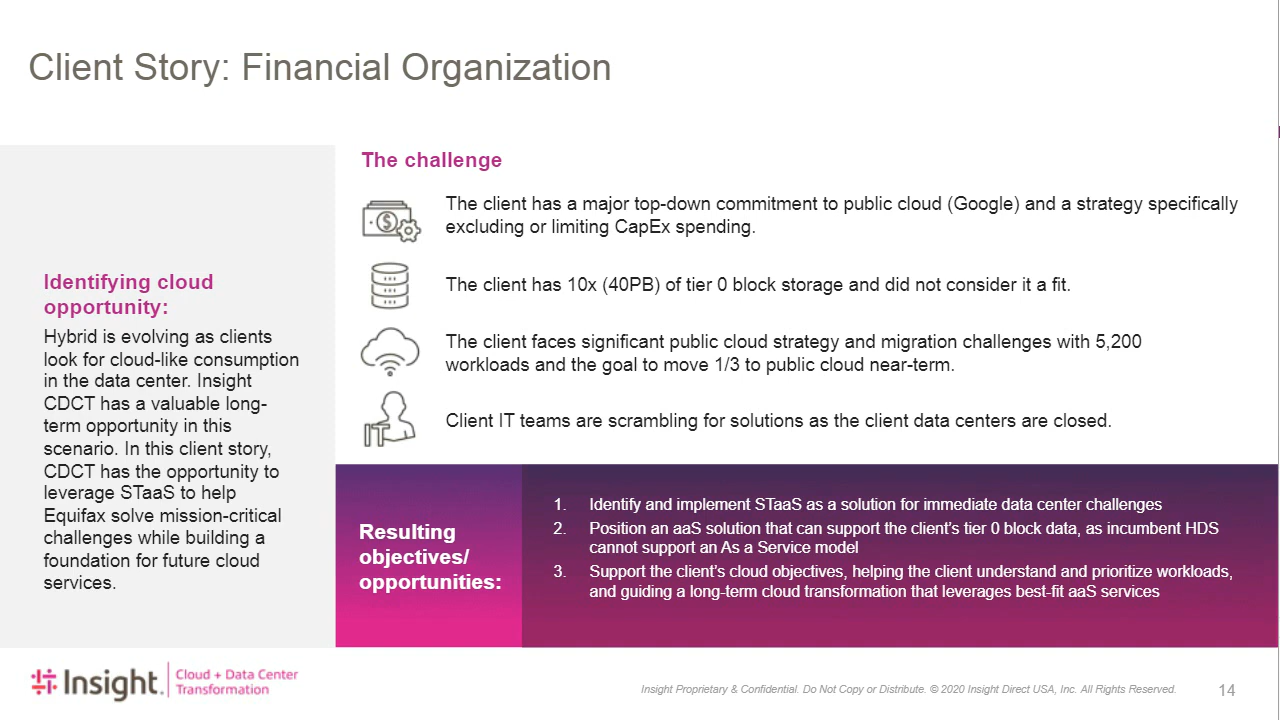 Client Story: Financial Organization
Identifying cloud
opportunity:
Hybrid is evolving as clients
look for cloud-like consumption
in the data center. Insight
CDCT has a valuable long-
term opportunity in this
scenario. In this client story,
CDCT has the opportunity to
leverage STaaS to help
Equifax solve mission-critical
challenges while building a
foundation for future cloud
services.
The challenge
The client has a major top-down commitment to public cloud (Google) and a strategy specifically
excluding or limiting CapEx spending.
The client has 10x (40PB) of tier 0 block storage and did not consider it a fit.
The client faces significant public cloud strategy and migration challenges with 5,200
workloads and the goal to move 1/3 to public cloud near-term.
IT
Client IT teams are scrambling for solutions as the client data centers are closed.
Resulting
objectives/
opportunities:
1. Identify and implement STaaS as a solution for immediate data center challenges
2. Position an aaS solution that can support the client's tier 0 block data, as incumbent HDS
cannot support an As a Service model
3. Support the client's cloud objectives, helping the client understand and prioritize workloads,
and guiding a long-term cloud transformation that leverages best-fit aaS services
Insight.
Cloud + Data Center
Transformation
Insight Proprietary & Confidential. Do Not Copy or Distribute. © 2020 Insight Direct USA, Inc. All Rights Reserved.
14